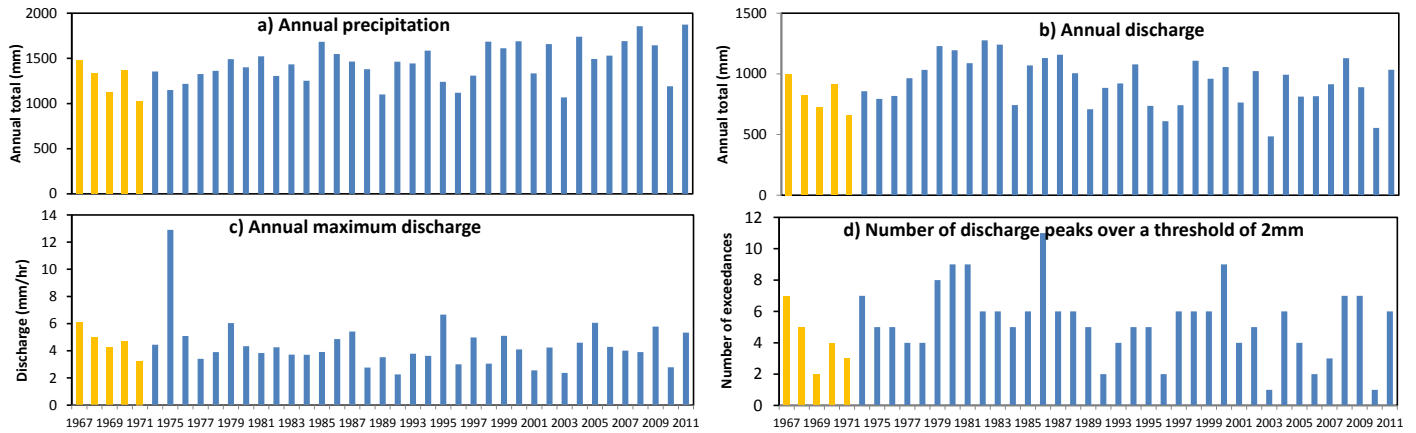 a) Annual precipitation
Annual total (mm)
2000
1500
1000
500
0
b) Annual discharge
Annual total (mm)
1500
1000
500
0
c) Annual maximum discharge
Discharge (mm/hr)
14
12
10
8
6
4
2
0
1967 1969 1971 1975 1977 1979 1981 1983 1985 1987 1989 1991 1993 1995 1997 1999 2001 2003 2005 2007 2009 2011
d) Number of discharge peaks over a threshold of 2mm
Number of exceedances
12
10
8
6
4
2
0
1967 1969 1971 1975 1977 1979 1981 1983 1985 1987 1989 1991 1993 1995 1997 1999 2001 2003 2005 2007 2009 2011